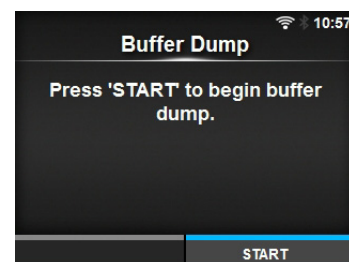 10:57
Buffer Dump
Press 'START' to begin buffer
dump.
START